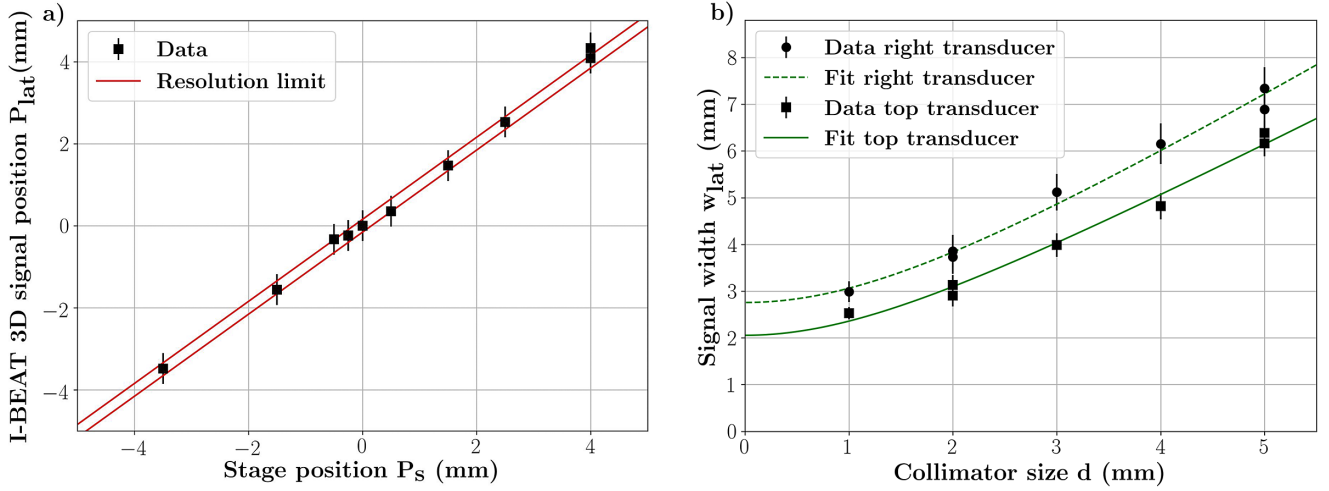 a)
I-BEAT 3D signal position P_lat (mm)
Data
Resolution limit
4
2
0
−2
−4
−4
−2
0
2
4
Stage position P_S (mm)
b)
Signal width w_lat (mm)
Data right transducer
Fit right transducer
Data top transducer
Fit top transducer
8
7
6
5
4
3
2
1
0
0
1
2
3
4
5
Collimator size d (mm)